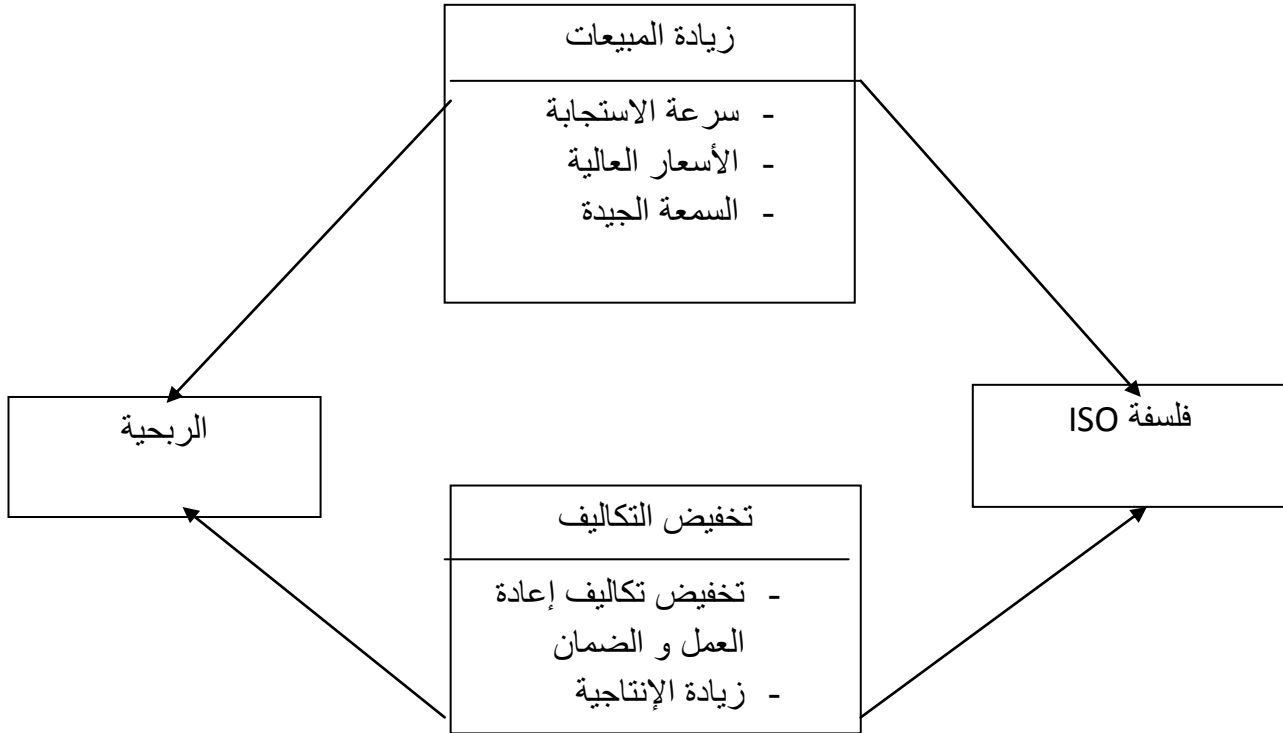 زيادة المبيعات
- سرعة الاستجابة
- الأسعار العالية
- السمعة الجيدة
فلسفة ISO
الربحية
تخفيض التكاليف
- تخفيض تكاليف إعادة
العمل و الضمان
- زيادة الإنتاجية